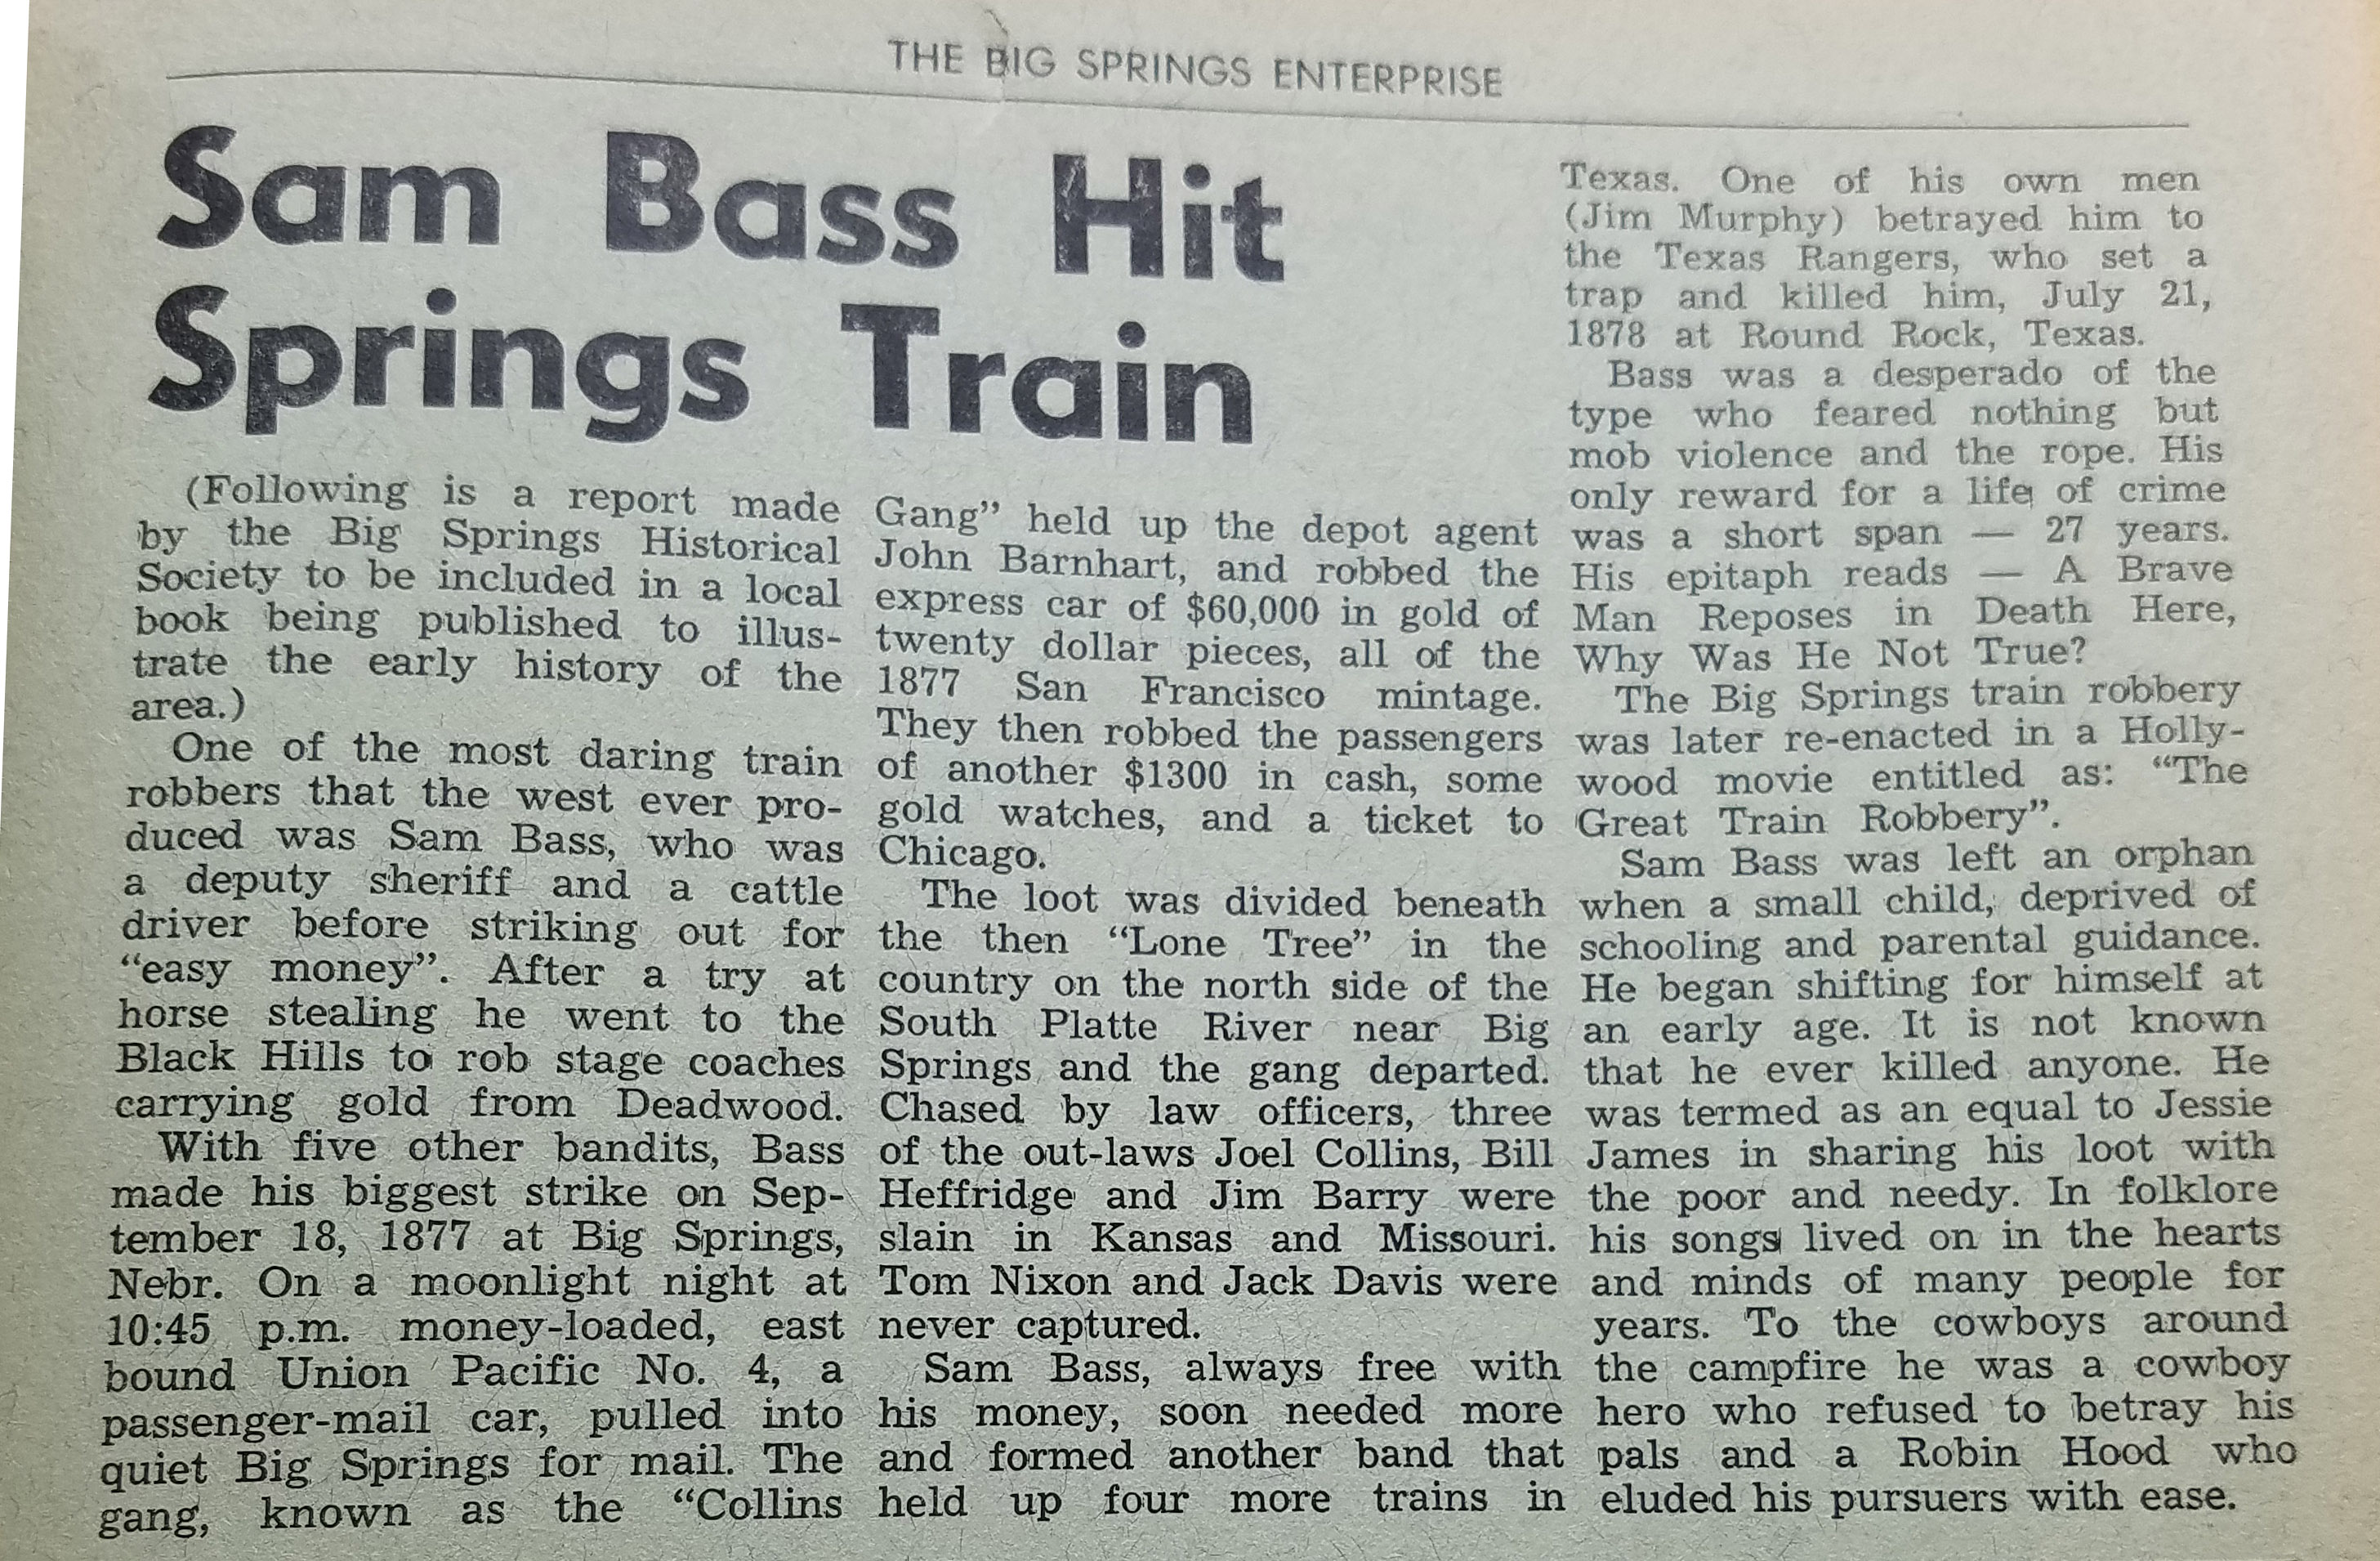 THE BIG SPRINGS ENTERPRISE
Sam Bass Hit
Springs Train
(Following is a report made
by the Big Springs Historical
Society to be included in a local
book being published to illus-
trate the early history of the
area.)
One of the most daring train
robbers that the west ever pro-
duced was Sam Bass, who was
a deputy sheriff and a cattle
driver before striking out for
“easy money”. After a try at
horse stealing he went to the
Black Hills to rob stage coaches
carrying gold from Deadwood.
With five other bandits, Bass
made his biggest strike on Sep-
tember 18, 1877 at Big Springs,
Nebr. On a moonlight night at
10:45 p.m. money-loaded, east
bound Union Pacific No. 4, a
passenger-mail car, pulled into
quiet Big Springs for mail. The
gang, known as the “Collins
Gang” held up the depot agent
John Barnhart, and robbed the
express car of $60,000 in gold of
twenty dollar pieces, all of the
1877 San Francisco mintage.
They then robbed the passengers
of another $1300 in cash, some
gold watches, and a ticket to
Chicago.
The loot was divided beneath
the then “Lone Tree” in the
country on the north side of the
South Platte River near Big
Springs and the gang departed.
Chased by law officers, three
of the out-laws Joel Collins, Bill
Heffridge and Jim Barry were
slain in Kansas and Missouri.
Tom Nixon and Jack Davis were
never captured.
Sam Bass, always free with
his money, soon needed more
and formed another band that
held up four more trains in
Texas. One of his own men
(Jim Murphy) betrayed him to
the Texas Rangers, who set a
trap and killed him, July 21,
1878 at Round Rock, Texas.
Bass was a desperado of the
type who feared nothing but
mob violence and the rope. His
only reward for a life of crime
was a short span — 27 years.
His epitaph reads — A Brave
Man Reposes in Death Here,
Why Was He Not True?
The Big Springs train robbery
was later re-enacted in a Holly-
wood movie entitled as: “The
Great Train Robbery”.
Sam Bass was left an orphan
when a small child, deprived of
schooling and parental guidance.
He began shifting for himself at
an early age. It is not known
that he ever killed anyone. He
was termed as an equal to Jessie
James in sharing his loot with
the poor and needy. In folklore
his songs lived on in the hearts
and minds of many people for
years. To the cowboys around
the campfire he was a cowboy
hero who refused to betray his
pals and a Robin Hood who
eluded his pursuers with ease.